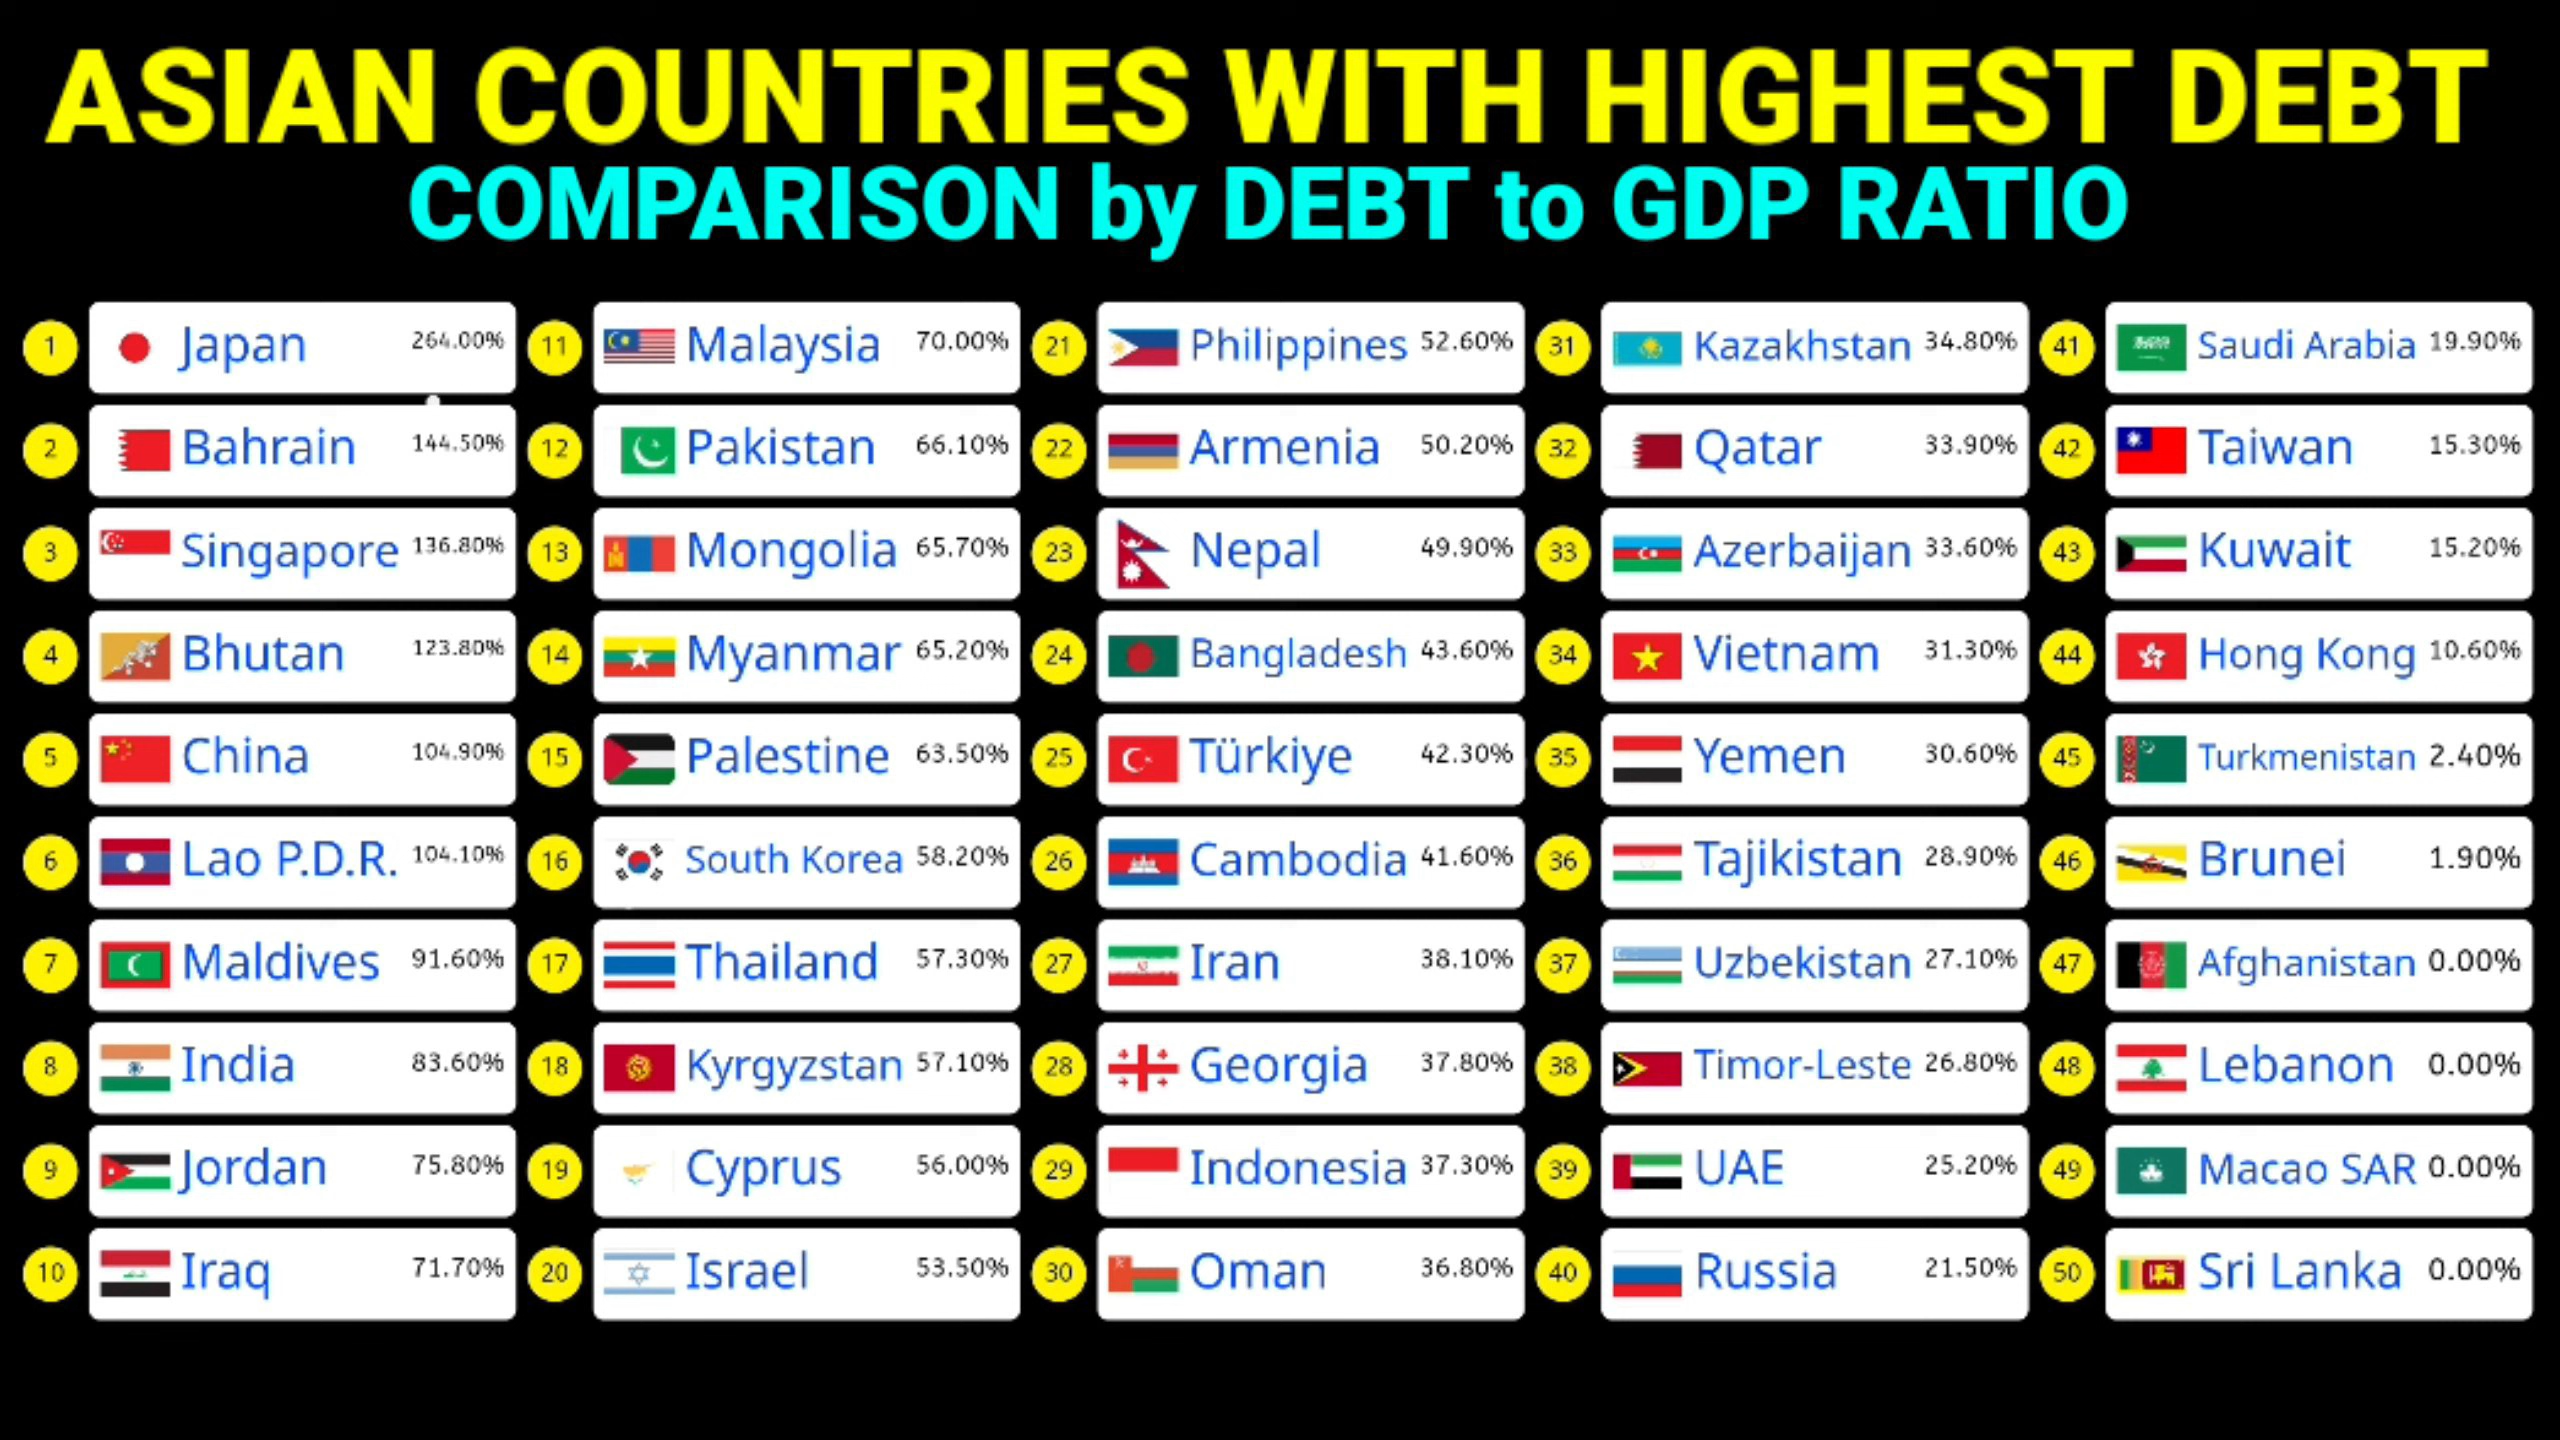 ASIAN COUNTRIES WITH HIGHEST DEBT
COMPARISON by DEBT to GDP RATIO
1 Japan 264.00%
2 Bahrain 144.50%
3 Singapore 136.80%
4 Bhutan 123.80%
5 China 104.90%
6 Lao P.D.R. 104.10%
7 Maldives 91.60%
8 India 83.60%
9 Jordan 75.80%
10 Iraq 71.70%
11 Malaysia 70.00%
12 Pakistan 66.10%
13 Mongolia 65.70%
14 Myanmar 65.20%
15 Palestine 63.50%
16 South Korea 58.20%
17 Thailand 57.30%
18 Kyrgyzstan 57.10%
19 Cyprus 56.00%
20 Israel 53.50%
21 Philippines 52.60%
22 Armenia 50.20%
23 Nepal 49.90%
24 Bangladesh 43.60%
25 Türkiye 42.30%
26 Cambodia 41.60%
27 Iran 38.10%
28 Georgia 37.80%
29 Indonesia 37.30%
30 Oman 36.80%
31 Kazakhstan 34.80%
32 Qatar 33.90%
33 Azerbaijan 33.60%
34 Vietnam 31.30%
35 Yemen 30.60%
36 Tajikistan 28.90%
37 Uzbekistan 27.10%
38 Timor-Leste 26.80%
39 UAE 25.20%
40 Russia 21.50%
41 Saudi Arabia 19.90%
42 Taiwan 15.30%
43 Kuwait 15.20%
44 Hong Kong 10.60%
45 Turkmenistan 2.40%
46 Brunei 1.90%
47 Afghanistan 0.00%
48 Lebanon 0.00%
49 Macao SAR 0.00%
50 Sri Lanka 0.00%